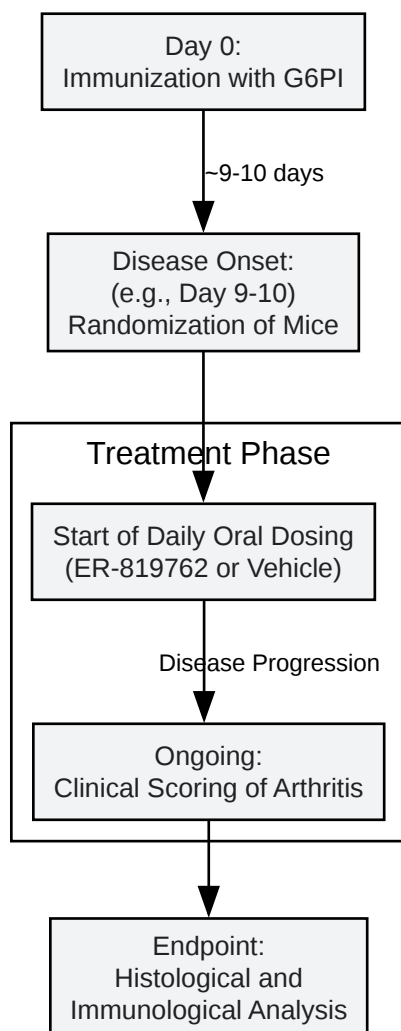 Day 0:
Immunization with G6PI
~9-10 days
Disease Onset:
(e.g., Day 9-10)
Randomization of Mice
Treatment Phase
Start of Daily Oral Dosing
(ER-819762 or Vehicle)
Disease Progression
Ongoing:
Clinical Scoring of Arthritis
Endpoint:
Histological and
Immunological Analysis